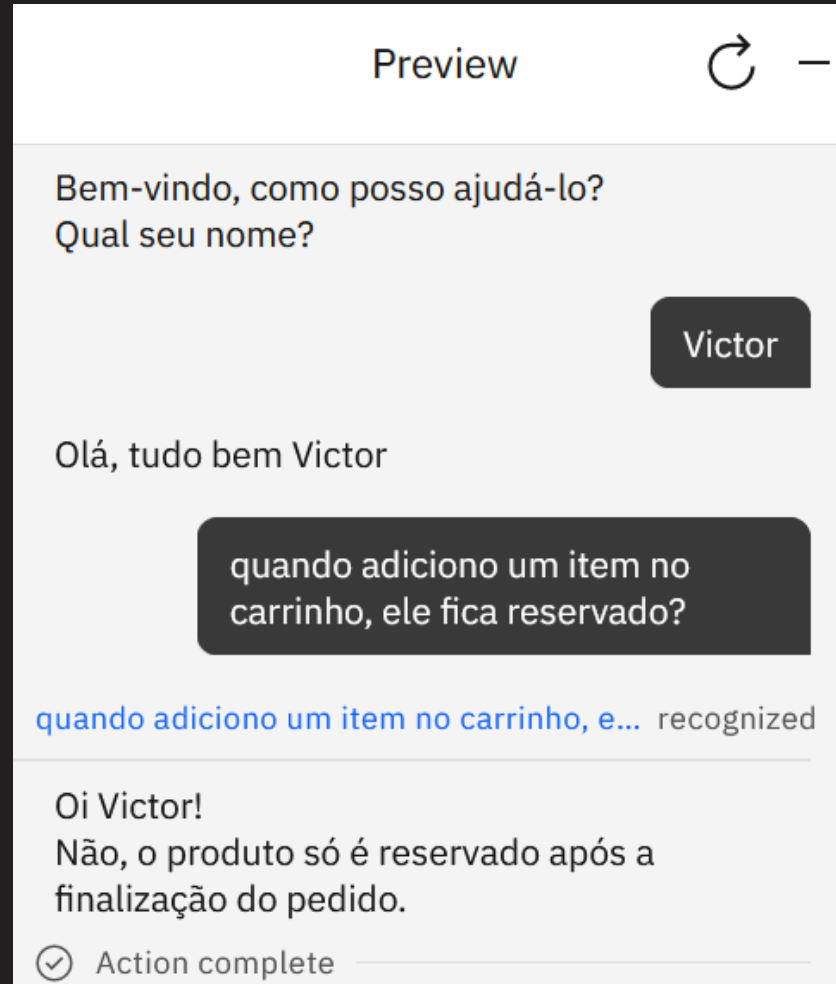 Preview
Bem-vindo, como posso ajudá-lo?
Qual seu nome?
Victor
Olá, tudo bem Victor
quando adiciono um item no
carrinho, ele fica reservado?
quando adiciono um item no carrinho, e... recognized
Oi Victor!
Não, o produto só é reservado após a
finalização do pedido.
Action complete